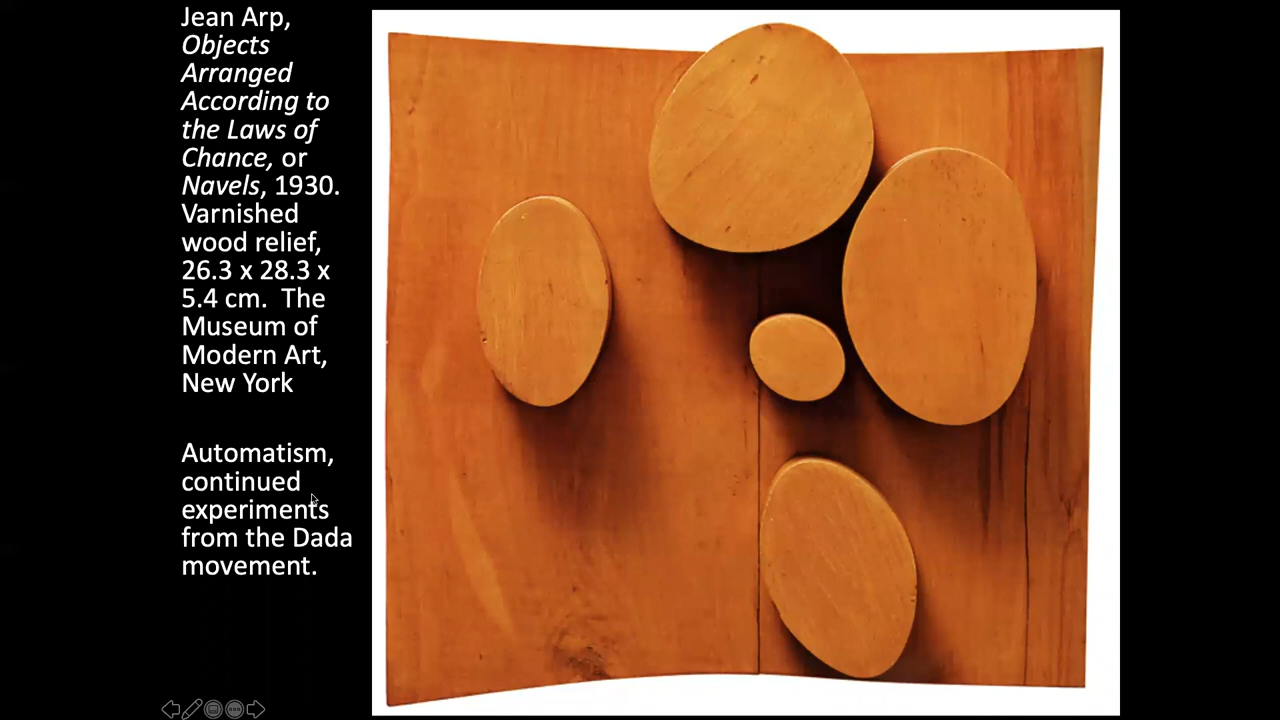 Jean Arp,
Objects
Arranged
According to
the Laws of
Chance, or
Navels, 1930.
Varnished
wood relief,
26.3 x 28.3 x
5.4 cm.  The
Museum of
Modern Art,
New York
Automatism,
continued
experiments
from the Dada
movement.